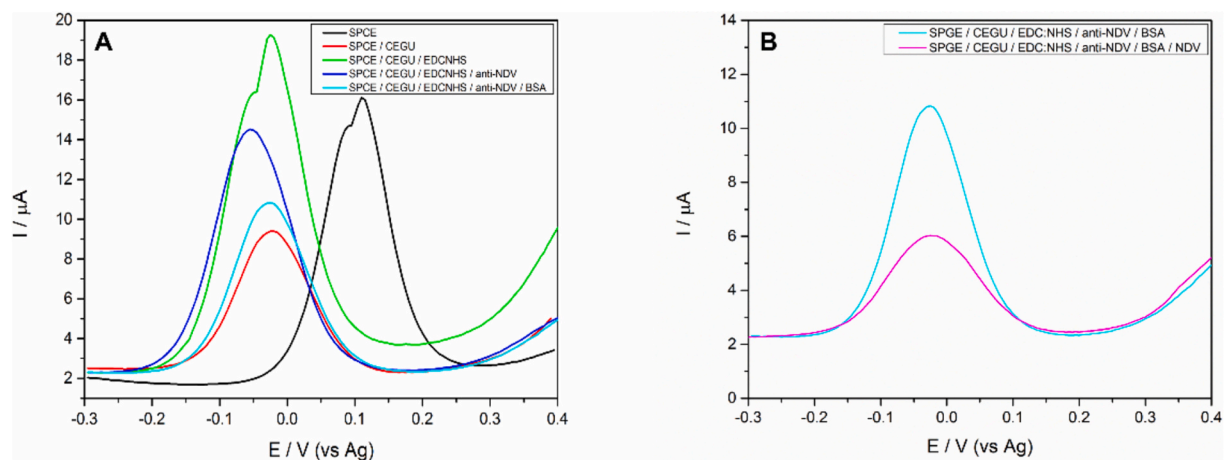 A
SPCE
SPCE / CEGU
SPCE / CEGU / EDCNHS
SPCE / CEGU / EDCNHS / anti-NDV
SPCE / CEGU / EDCNHS / anti-NDV / BSA
I / µA
20
18
16
14
12
10
8
6
4
2
-0.3 -0.2 -0.1 0.0 0.1 0.2 0.3 0.4
E / V (vs Ag)
B
SPGE / CEGU / EDC:NHS / anti-NDV / BSA
SPGE / CEGU / EDC:NHS / anti-NDV / BSA / NDV
I / µA
14
12
10
8
6
4
2
0
-0.3 -0.2 -0.1 0.0 0.1 0.2 0.3 0.4
E / V (vs Ag)